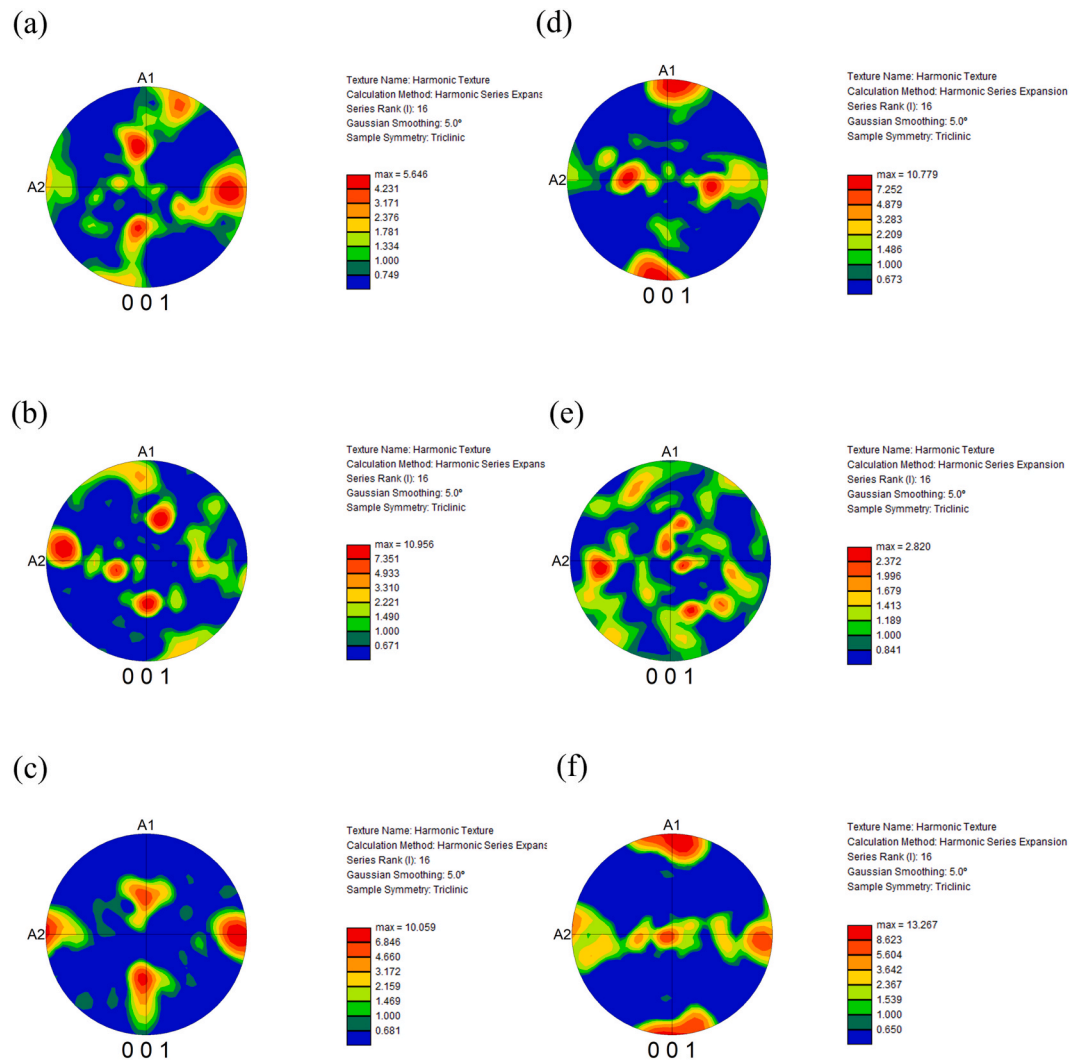 (a)
A1
A2
0 0 1
Texture Name: Harmonic Texture
Calculation Method: Harmonic Series Expans
Series Rank (l): 16
Gaussian Smoothing: 5.0°
Sample Symmetry: Triclinic
max = 5.646
4.231
3.171
2.376
1.781
1.334
1.000
0.749
(d)
A1
A2
0 0 1
Texture Name: Harmonic Texture
Calculation Method: Harmonic Series Expansion
Series Rank (l): 16
Gaussian Smoothing: 5.0°
Sample Symmetry: Triclinic
max = 10.779
7.252
4.879
3.283
2.209
1.486
1.000
0.673
(b)
A1
A2
0 0 1
Texture Name: Harmonic Texture
Calculation Method: Harmonic Series Expans
Series Rank (l): 16
Gaussian Smoothing: 5.0°
Sample Symmetry: Triclinic
max = 10.956
7.351
4.933
3.310
2.221
1.490
1.000
0.671
(e)
A1
A2
0 0 1
Texture Name: Harmonic Texture
Calculation Method: Harmonic Series Expansion
Series Rank (l): 16
Gaussian Smoothing: 5.0°
Sample Symmetry: Triclinic
max = 2.820
2.372
1.996
1.679
1.413
1.189
1.000
0.841
(c)
A1
A2
0 0 1
Texture Name: Harmonic Texture
Calculation Method: Harmonic Series Expans
Series Rank (l): 16
Gaussian Smoothing: 5.0°
Sample Symmetry: Triclinic
max = 10.059
6.846
4.660
3.172
2.159
1.469
1.000
0.681
(f)
A1
A2
0 0 1
Texture Name: Harmonic Texture
Calculation Method: Harmonic Series Expansion
Series Rank (l): 16
Gaussian Smoothing: 5.0°
Sample Symmetry: Triclinic
max = 13.267
8.623
5.604
3.642
2.367
1.539
1.000
0.650